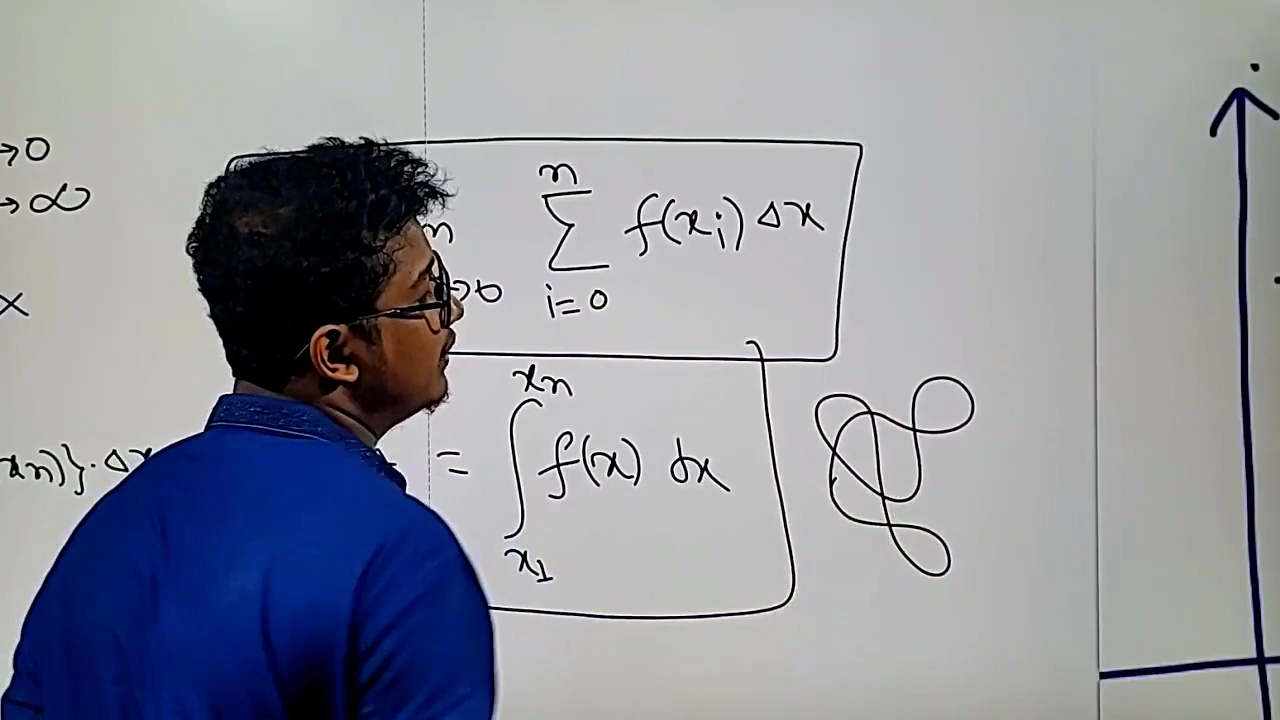 →0
→∞
n
m
Σ f(xᵢ) Δx
→0
i=0
x
xₙ
xₙ)}·Δx
= ∫ f(x) dx
x₁